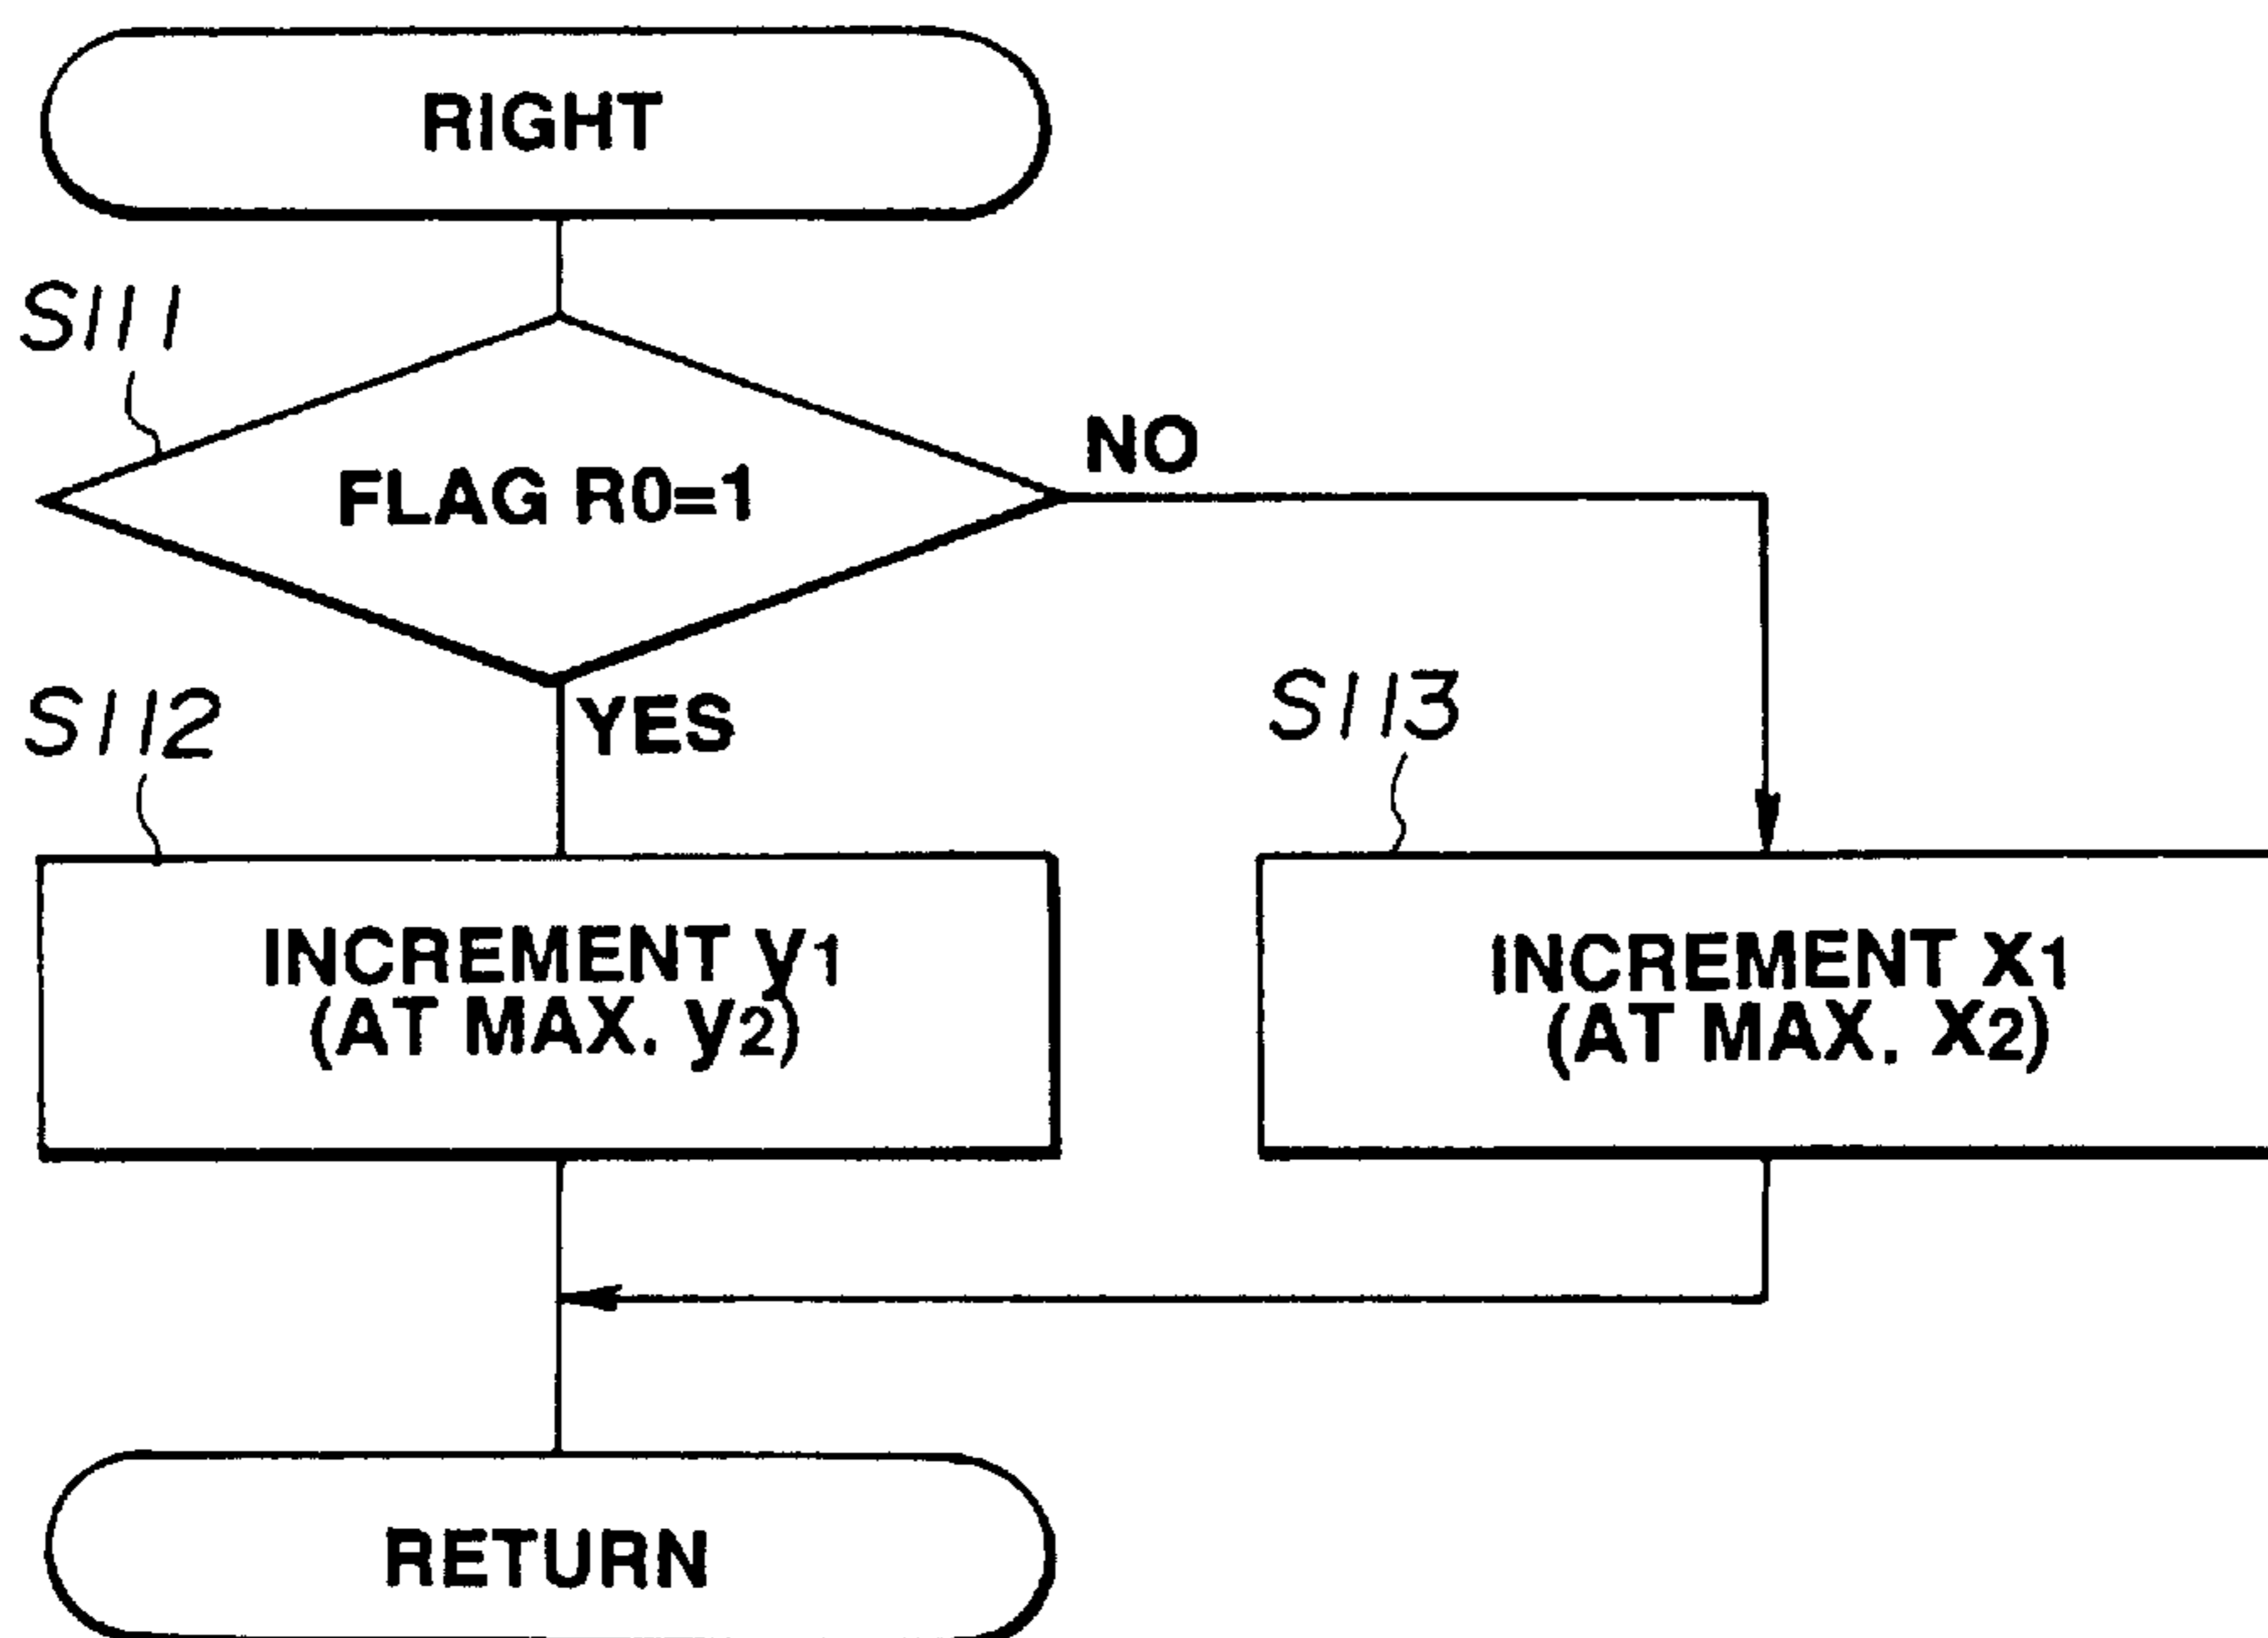 RIGHT
S111
FLAG R0=1
NO
YES
S112
S113
INCREMENT y1
(AT MAX. y2)
INCREMENT x1
(AT MAX. x2)
RETURN